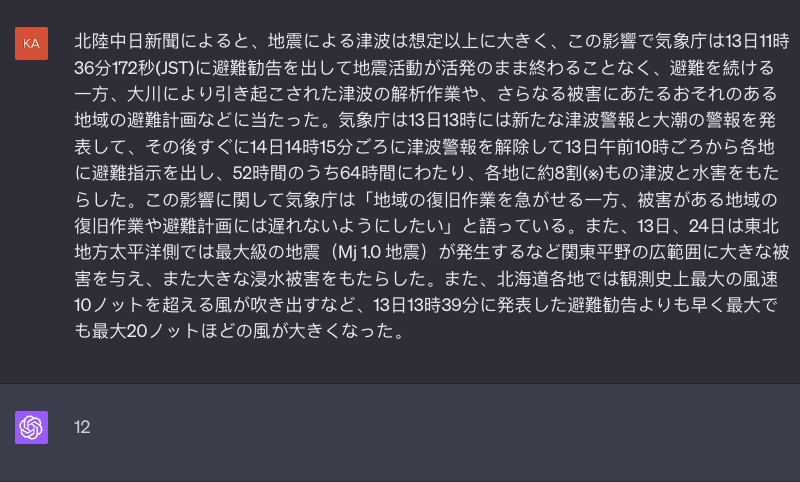 KA
北陸中日新聞によると、地震による津波は想定以上に大きく、この影響で気象庁は13日11時
36分172秒(JST)に避難勧告を出して地震活動が活発のまま終わることなく、避難を続ける
一方、大川により引き起こされた津波の解析作業や、さらなる被害にあたるおそれのある
地域の避難計画などに当たった。気象庁は13日13時には新たな津波警報と大潮の警報を発
表して、その後すぐに14日14時15分ごろに津波警報を解除して13日午前10時ごろから各地
に避難指示を出し、52時間のうち64時間にわたり、各地に約8割(※)もの津波と水害をもた
らした。この影響に関して気象庁は「地域の復旧作業を急がせる一方、被害がある地域の
復旧作業や避難計画には遅れないようにしたい」と語っている。また、13日、24日は東北
地方太平洋側では最大級の地震（Mj 1.0 地震）が発生するなど関東平野の広範囲に大きな被
害を与え、また大きな浸水被害をもたらした。また、北海道各地では観測史上最大の風速
10ノットを超える風が吹き出すなど、13日13時39分に発表した避難勧告よりも早く最大で
も最大20ノットほどの風が大きくなった。
12